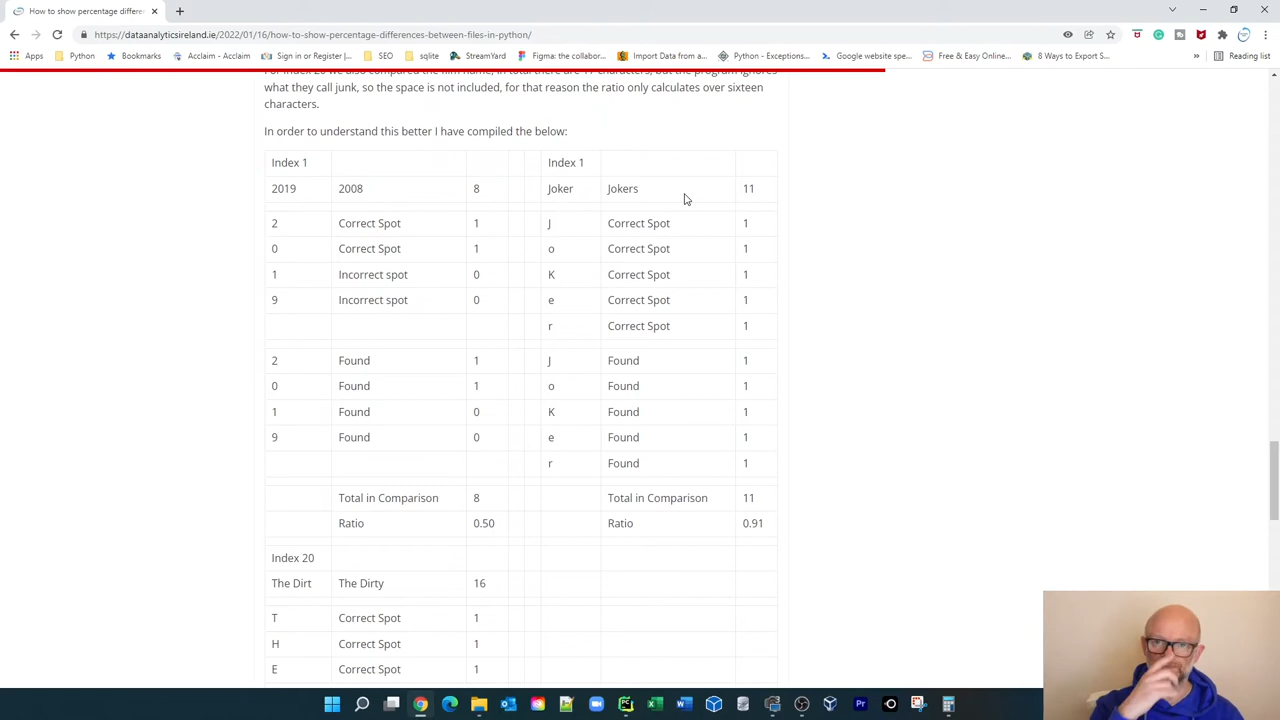 How to show percentage differe
https://dataanalyticsireland.ie/2022/01/16/how-to-show-percentage-differences-between-files-in-python/
Apps Python Bookmarks Acclaim - Acclaim Sign in or Register |... SEO sqlite StreamYard Figma: the collabor... Import Data from a... Python - Exceptions... Google website spe... Free & Easy Online... 8 Ways to Export S... » Reading list
what they call junk, so the space is not included, for that reason the ratio only calculates over sixteen
characters.
In order to understand this better I have compiled the below:
Index 1 Index 1
2019 2008 8 Joker Jokers 11
2 Correct Spot 1 J Correct Spot 1
0 Correct Spot 1 o Correct Spot 1
1 Incorrect spot 0 K Correct Spot 1
9 Incorrect spot 0 e Correct Spot 1
r Correct Spot 1
2 Found 1 J Found 1
0 Found 1 o Found 1
1 Found 0 K Found 1
9 Found 0 e Found 1
r Found 1
Total in Comparison 8 Total in Comparison 11
Ratio 0.50 Ratio 0.91
Index 20
The Dirt The Dirty 16
T Correct Spot 1
H Correct Spot 1
E Correct Spot 1